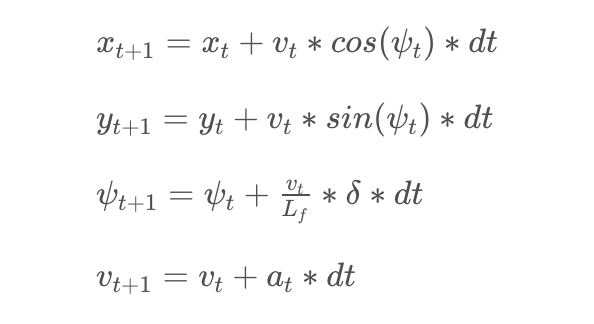 x_{t+1} = x_t + v_t * cos(ψ_t) * dt
y_{t+1} = y_t + v_t * sin(ψ_t) * dt
ψ_{t+1} = ψ_t + \frac{v_t}{L_f} * δ * dt
v_{t+1} = v_t + a_t * dt